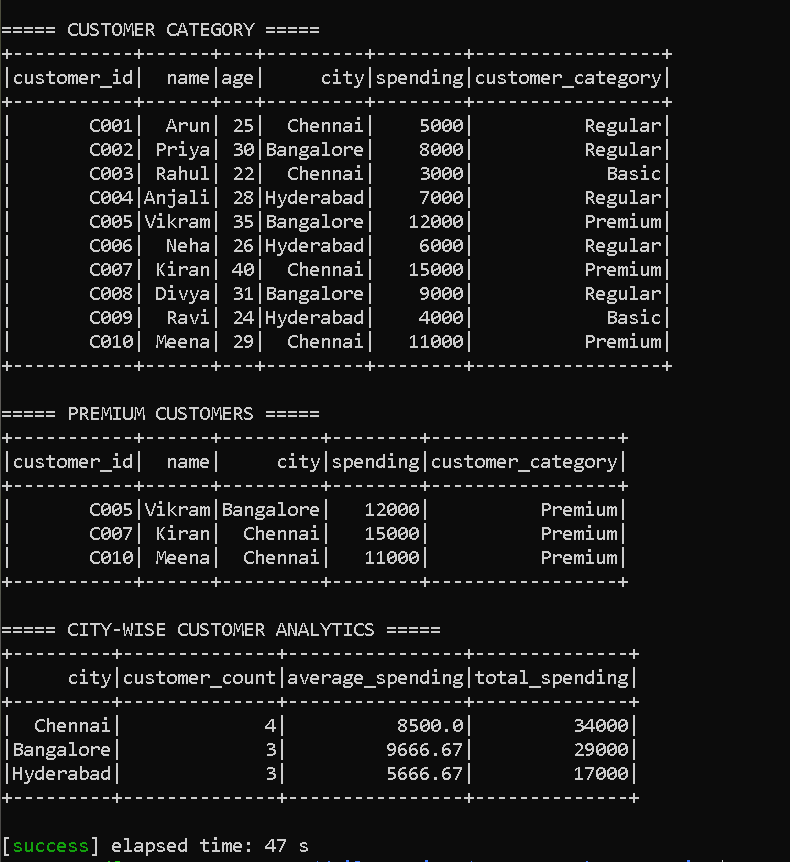 ===== CUSTOMER CATEGORY =====
+-----------+------+---+---------+--------+-----------------+
|customer_id|  name|age|     city|spending|customer_category|
+-----------+------+---+---------+--------+-----------------+
|       C001|  Arun| 25|  Chennai|    5000|          Regular|
|       C002| Priya| 30|Bangalore|    8000|          Regular|
|       C003| Rahul| 22|  Chennai|    3000|            Basic|
|       C004|Anjali| 28|Hyderabad|    7000|          Regular|
|       C005|Vikram| 35|Bangalore|   12000|          Premium|
|       C006|  Neha| 26|Hyderabad|    6000|          Regular|
|       C007| Kiran| 40|  Chennai|   15000|          Premium|
|       C008| Divya| 31|Bangalore|    9000|          Regular|
|       C009|  Ravi| 24|Hyderabad|    4000|            Basic|
|       C010| Meena| 29|  Chennai|   11000|          Premium|
+-----------+------+---+---------+--------+-----------------+
===== PREMIUM CUSTOMERS =====
+-----------+------+---------+--------+-----------------+
|customer_id|  name|     city|spending|customer_category|
+-----------+------+---------+--------+-----------------+
|       C005|Vikram|Bangalore|   12000|          Premium|
|       C007| Kiran|  Chennai|   15000|          Premium|
|       C010| Meena|  Chennai|   11000|          Premium|
+-----------+------+---------+--------+-----------------+
===== CITY-WISE CUSTOMER ANALYTICS =====
+---------+--------------+----------------+--------------+
|     city|customer_count|average_spending|total_spending|
+---------+--------------+----------------+--------------+
|  Chennai|             4|          8500.0|         34000|
|Bangalore|             3|         9666.67|         29000|
|Hyderabad|             3|         5666.67|         17000|
+---------+--------------+----------------+--------------+
[success] elapsed time: 47 s